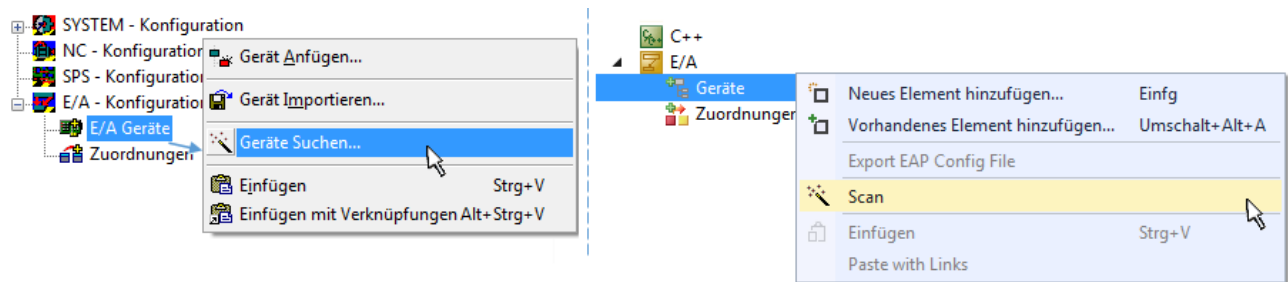 SYSTEM - Konfiguration
NC - Konfiguration
SPS - Konfiguration
E/A - Konfiguration
E/A Geräte
Zuordnungen
Gerät Anfügen...
Gerät Importieren...
Geräte Suchen...
Einfügen Strg+V
Einfügen mit Verknüpfungen Alt+Strg+V
C++
E/A
Geräte
Zuordnungen
Neues Element hinzufügen... Einfg
Vorhandenes Element hinzufügen... Umschalt+Alt+A
Export EAP Config File
Scan
Einfügen Strg+V
Paste with Links